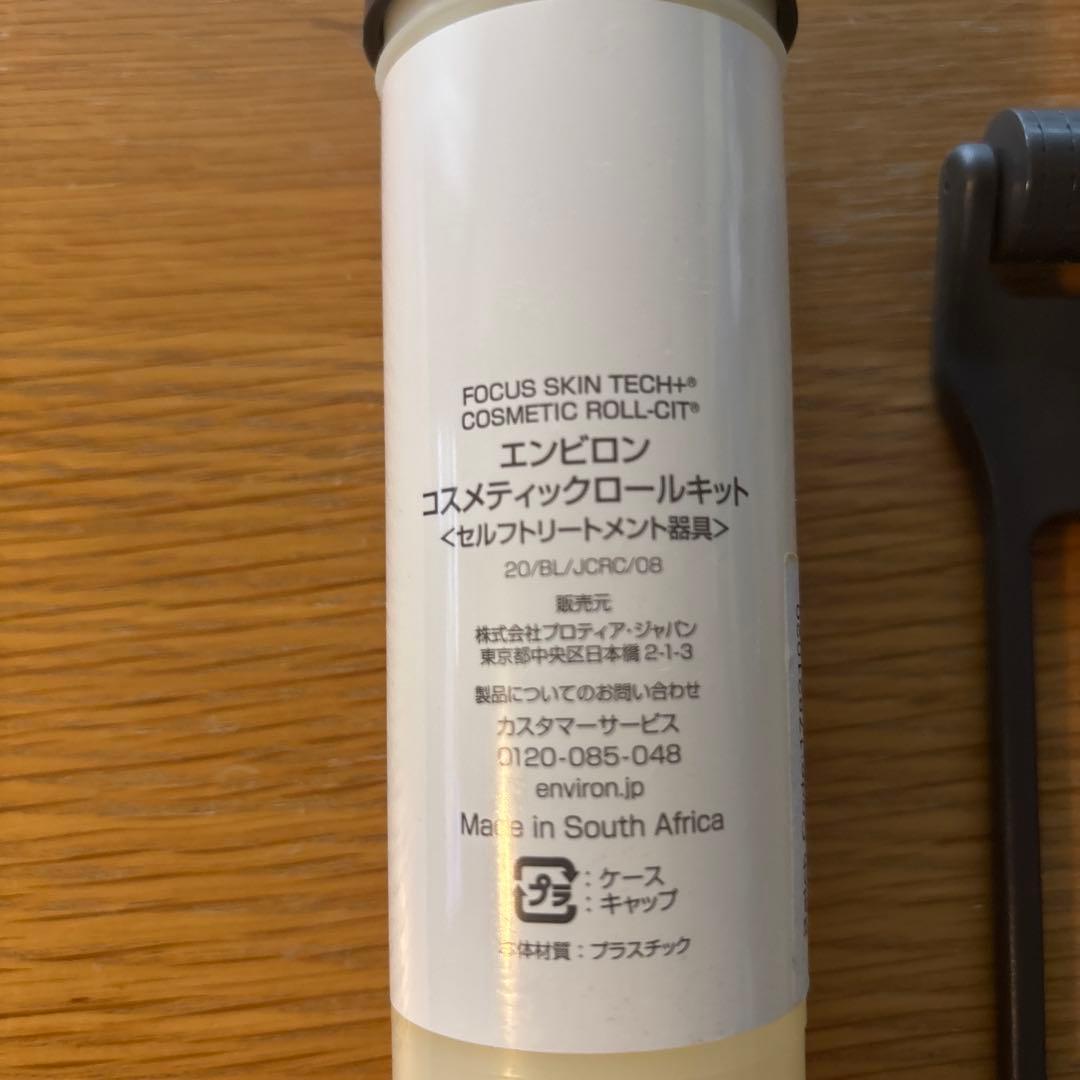 FOCUS SKIN TECH+®
COSMETIC ROLL-CIT®
エンビロン
コスメティックロールキット
<セルフトリートメント器具>
20/BL/JCRC/08
販売元
株式会社プロティア・ジャパン
東京都中央区日本橋2-1-3
製品についてのお問い合わせ
カスタマーサービス
0120-085-048
environ.jp
Made in South Africa
プラ : ケース
: キャップ
本体材質：プラスチック